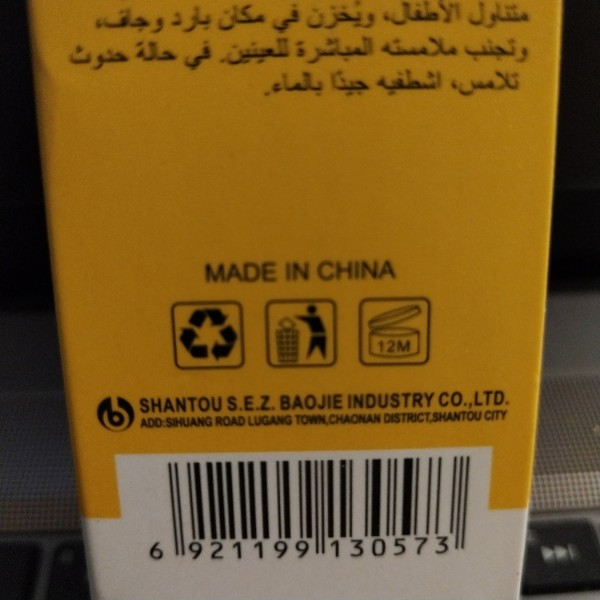 متناول الأطفال، ويُخزن في مكان بارد وجاف،
وتجنب ملامسته المباشرة للعينين. في حالة حدوث
تلامس، اشطفيه جيدًا بالماء.
MADE IN CHINA
12M
SHANTOU S.E.Z. BAOJIE INDUSTRY CO.,LTD.
ADD:SIHUANG ROAD LUGANG TOWN,CHAONAN DISTRICT,SHANTOU CITY
6 921199 130573